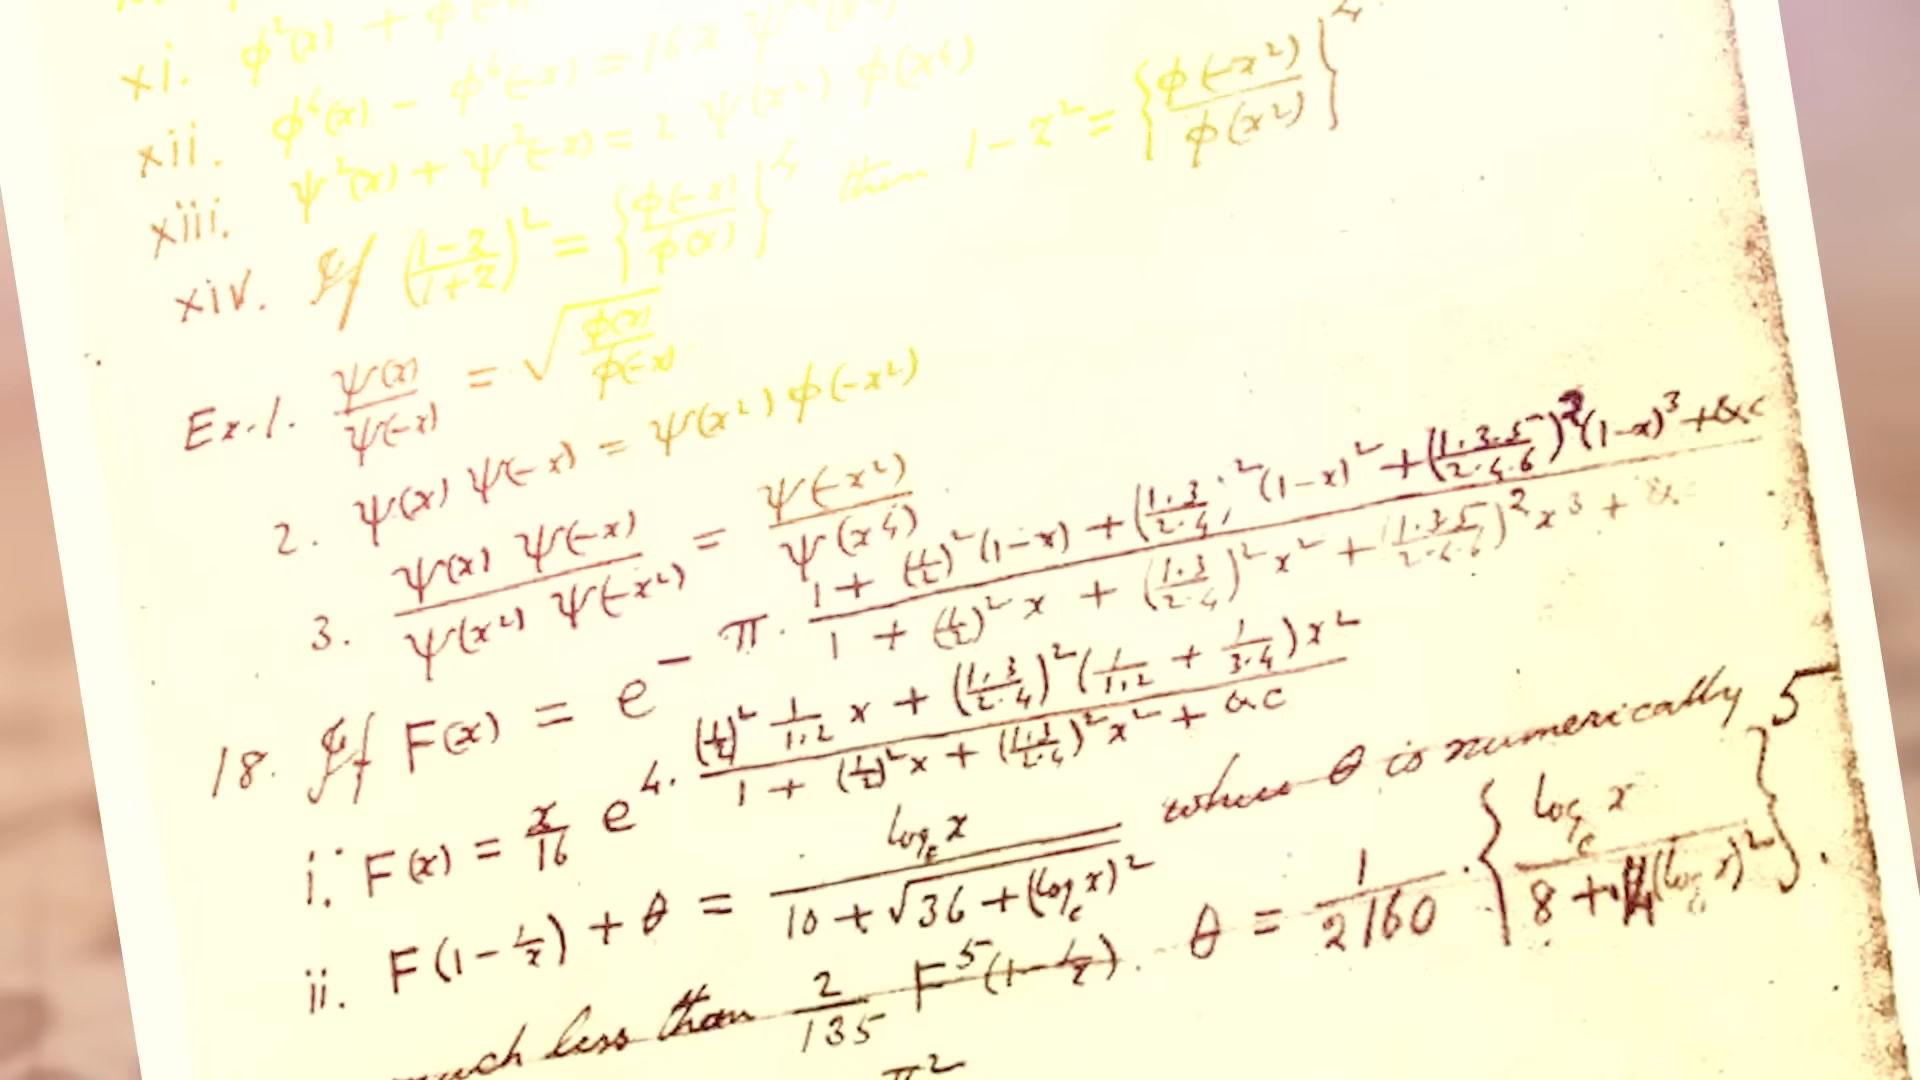 xi. φ²(x) + φ
xii. φ⁴(x) − φ⁴(−x) = 16x ψ
xiii. ψ²(x) + ψ²(−x) = 2 ψ(x²) φ(x⁴)
xiv. If ((1−z)/(1+z))² = {φ(−x)/φ(x)}⁴ then 1−z² = {φ(−x²)/φ(x²)}⁴
Ex. 1. ψ(x)/ψ(−x) = √(φ(x)/φ(−x))
2. ψ(x) ψ(−x) = ψ(x²) φ(−x²)
3. ψ(x) ψ(−x) / ψ(x²) ψ(−x²) = ψ(−x²)/ψ(x⁴)
18. If F(x) = e^{−π · (1 + (1/2)²(1−x) + (1·3/2·4)²(1−x)² + (1·3·5/2·4·6)²(1−x)³ + &c) / (1 + (1/2)²x + (1·3/2·4)²x² + (1·3·5/2·4·6)²x³ + &c)}
i. F(x) = x/16 e^{4 · ((1/2)² 1/1·2 x + (1·3/2·4)²(1/1·2 + 1/3·4)x²) / (1 + (1/2)²x + (1·3/2·4)²x² + &c)}
ii. F(1−1/x) + θ = logₑx / (10 + √(36 + (logₑx)²)) where θ is numerically
much less than 2/135 F⁵(1−1/x). θ = 1/2160 · {logₑ x / (8 + (logₑ x)²)}⁵.
π²